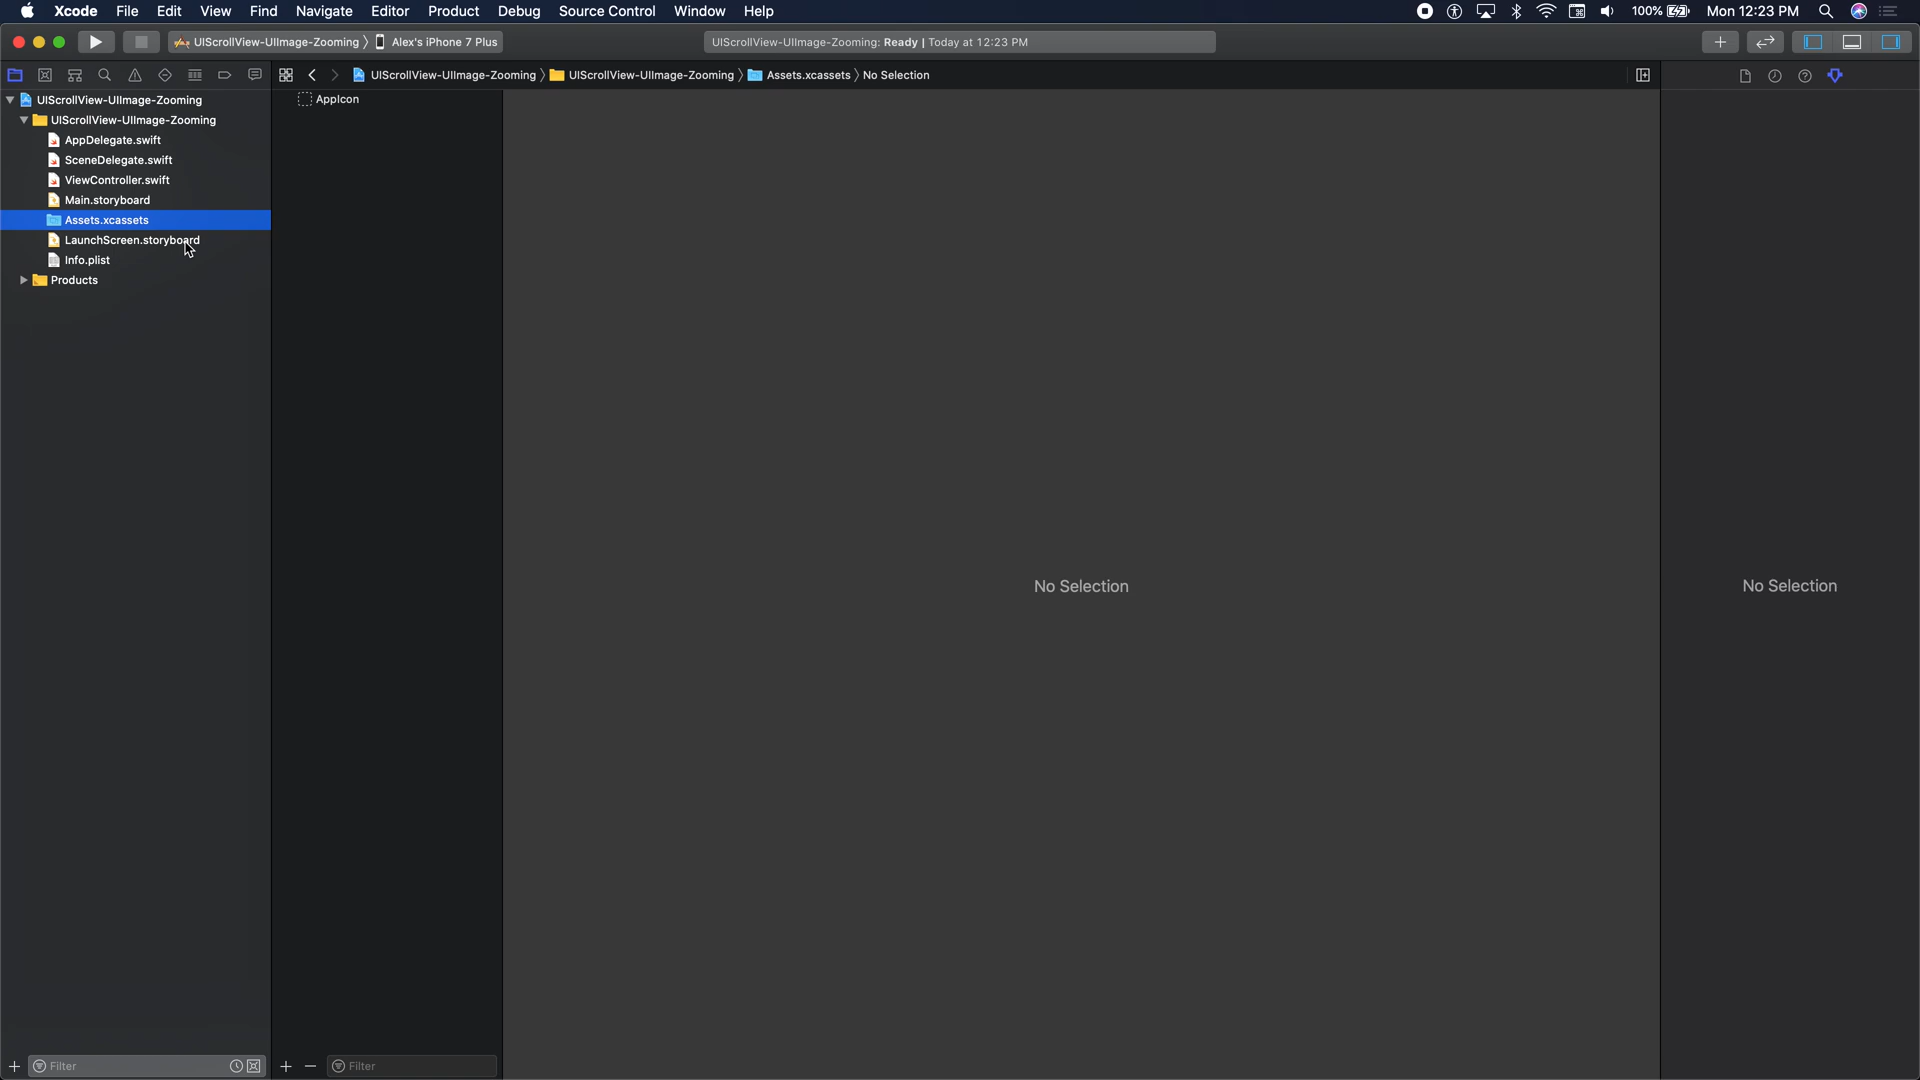 Xcode File Edit View Find Navigate Editor Product Debug Source Control Window Help 100% Mon 12:23 PM
UIScrollView-UIImage-Zooming Alex's iPhone 7 Plus UIScrollView-UIImage-Zooming: Ready | Today at 12:23 PM
UIScrollView-UIImage-Zooming UIScrollView-UIImage-Zooming Assets.xcassets No Selection
UIScrollView-UIImage-Zooming
UIScrollView-UIImage-Zooming
AppDelegate.swift
SceneDelegate.swift
ViewController.swift
Main.storyboard
Assets.xcassets
LaunchScreen.storyboard
Info.plist
Products
AppIcon
No Selection
No Selection
Filter
Filter